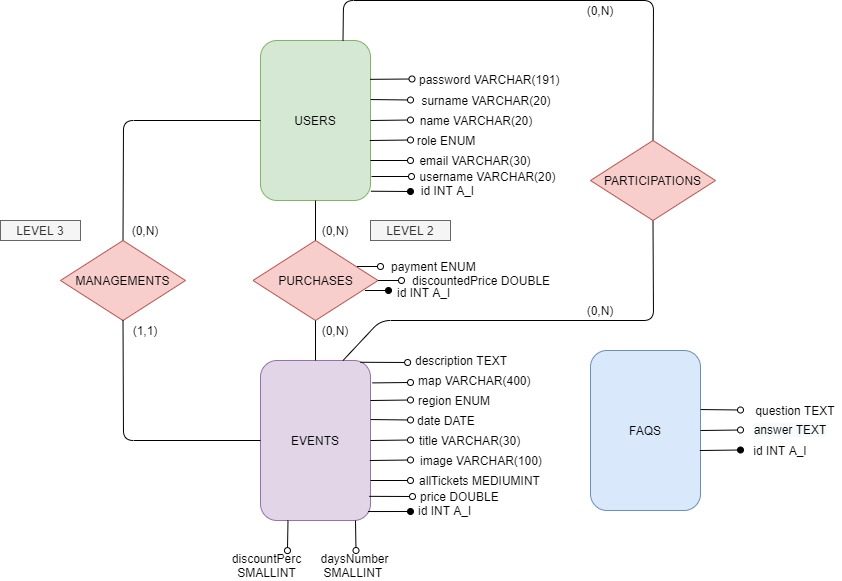 (0,N)
password VARCHAR(191)
surname VARCHAR(20)
USERS
name VARCHAR(20)
role ENUM
email VARCHAR(30)
username VARCHAR(20)
id INT A_I
PARTICIPATIONS
LEVEL 3
(0,N)
(0,N)
LEVEL 2
MANAGEMENTS
PURCHASES
payment ENUM
discountedPrice DOUBLE
id INT A_I
(0,N)
(1,1)
(0,N)
description TEXT
map VARCHAR(400)
region ENUM
date DATE
EVENTS
title VARCHAR(30)
image VARCHAR(100)
allTickets MEDIUMINT
price DOUBLE
id INT A_I
FAQS
question TEXT
answer TEXT
id INT A_I
discountPerc
SMALLINT
daysNumber
SMALLINT